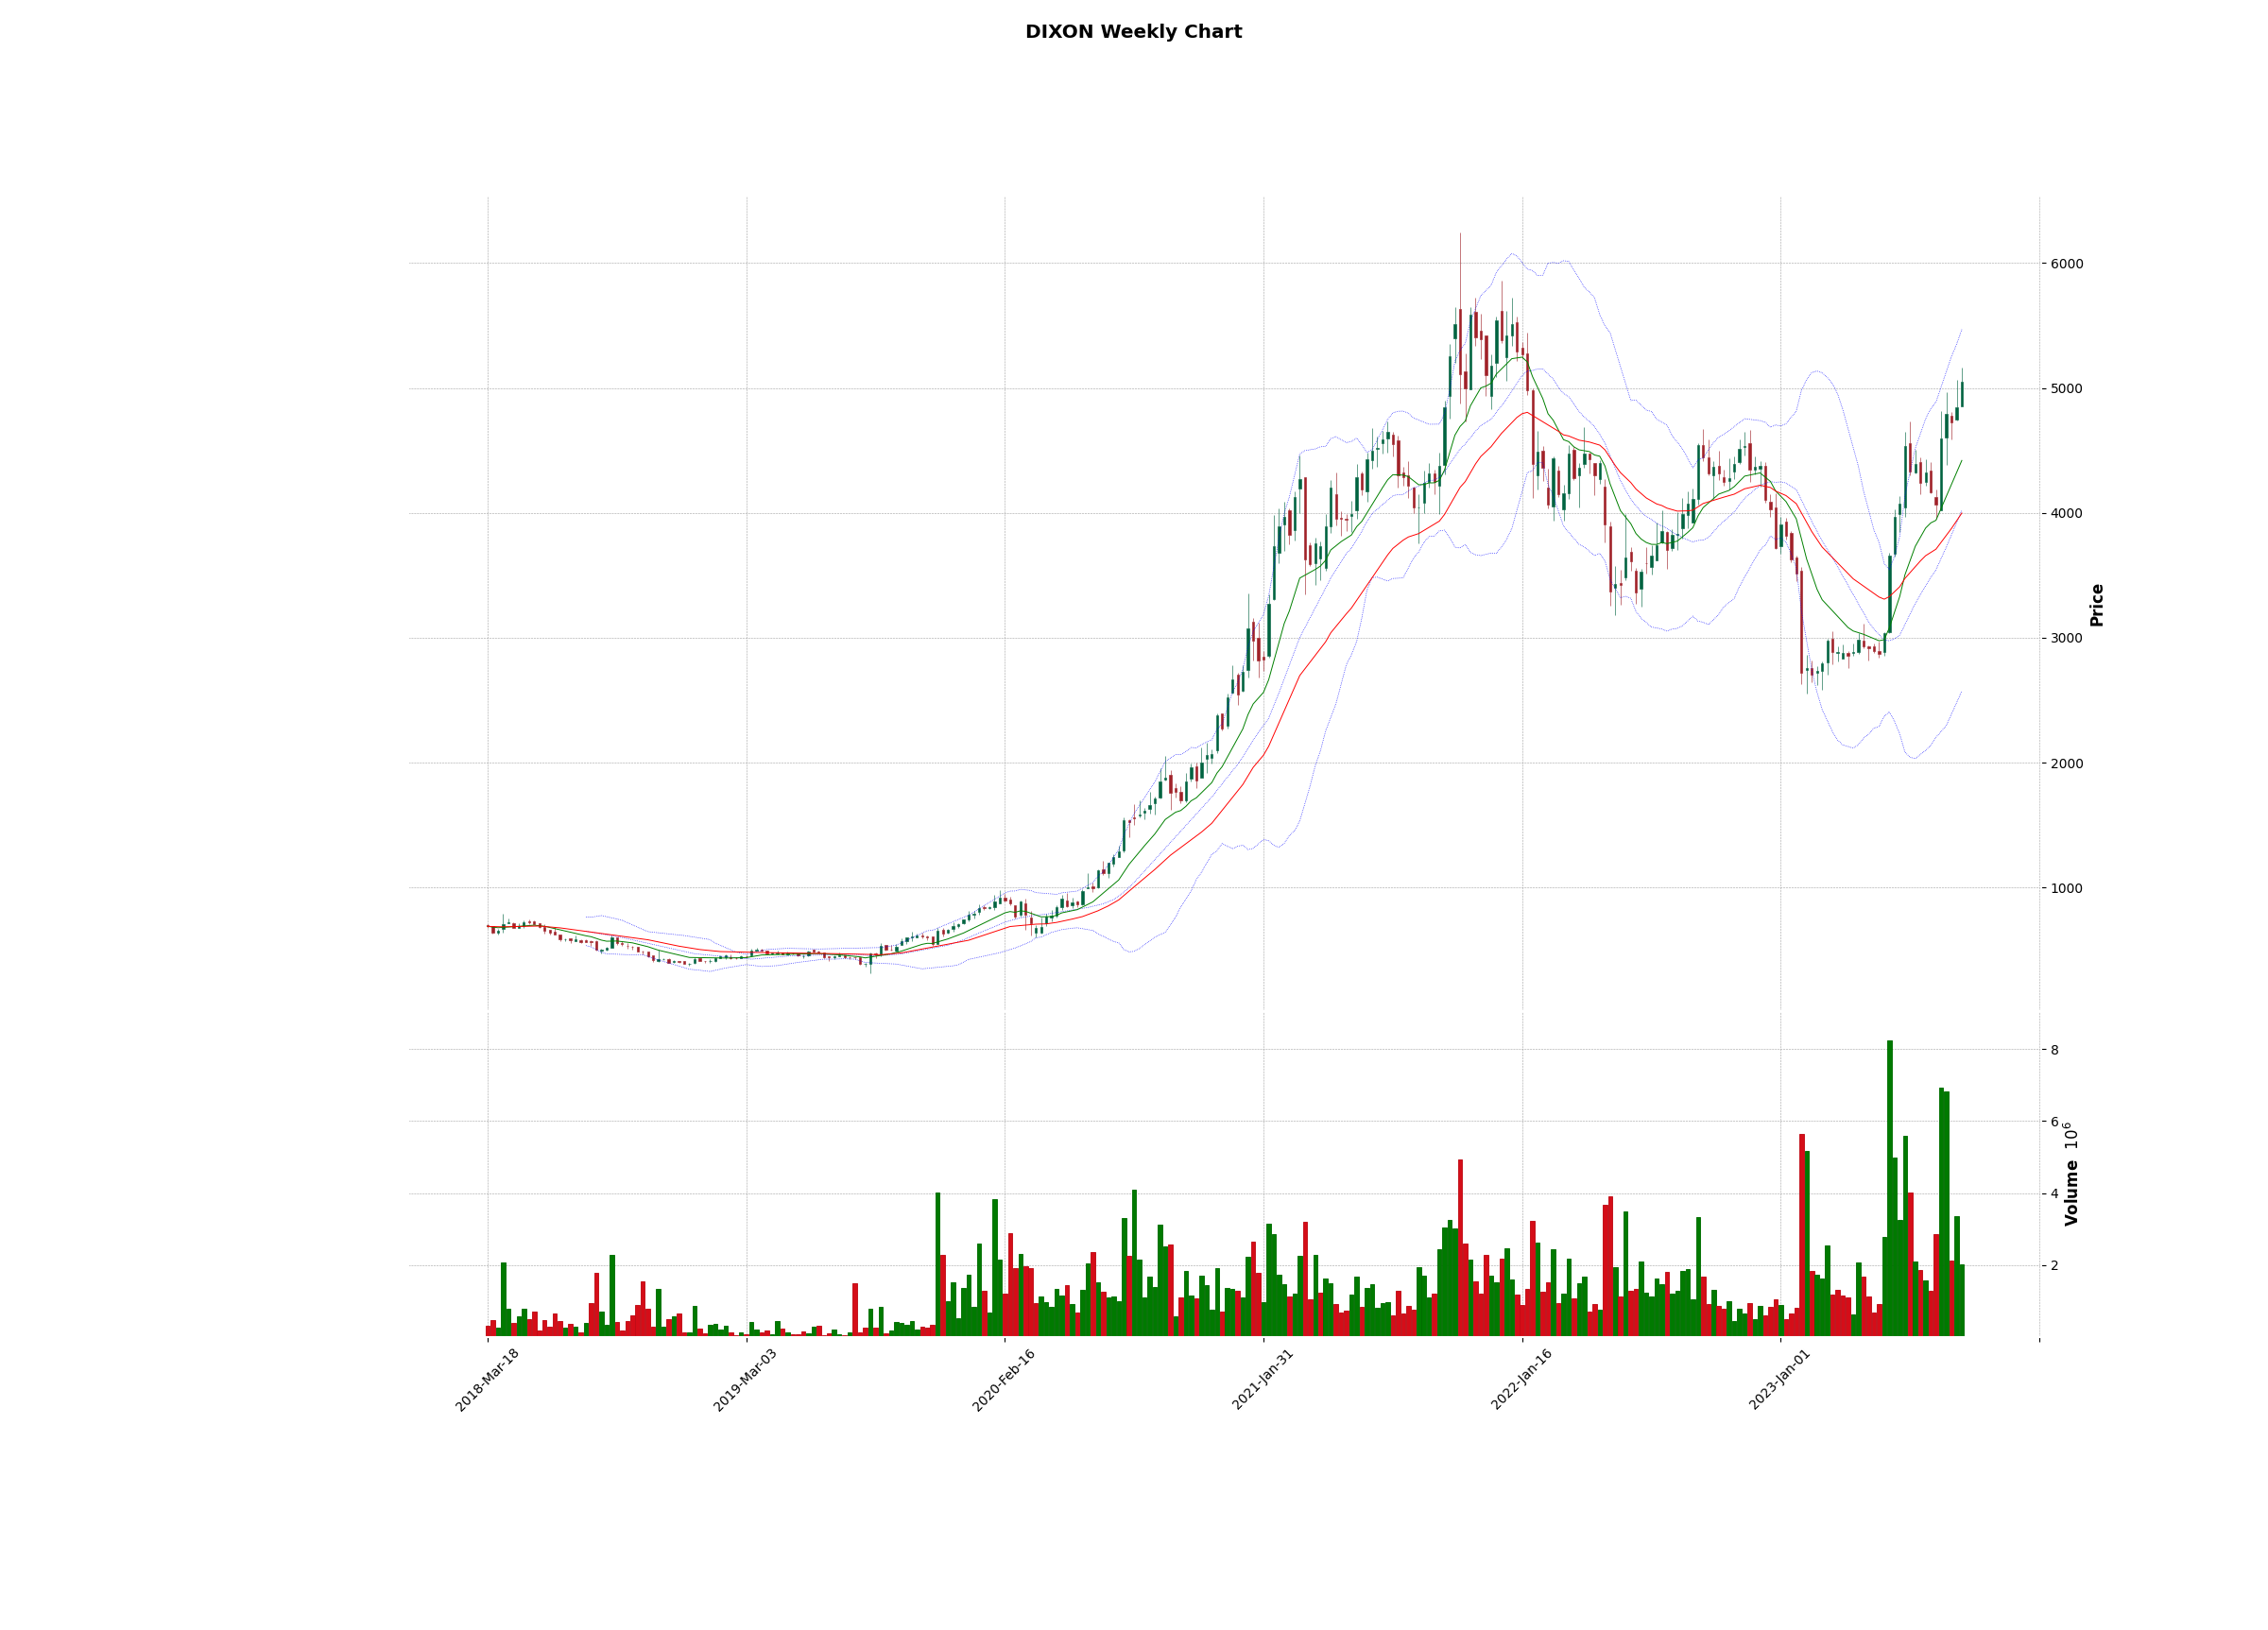 DIXON Weekly Chart
6000
5000
4000
3000
2000
1000
Price
8
6
4
2
Volume 10^6
2018-Mar-18
2019-Mar-03
2020-Feb-16
2021-Jan-31
2022-Jan-16
2023-Jan-01